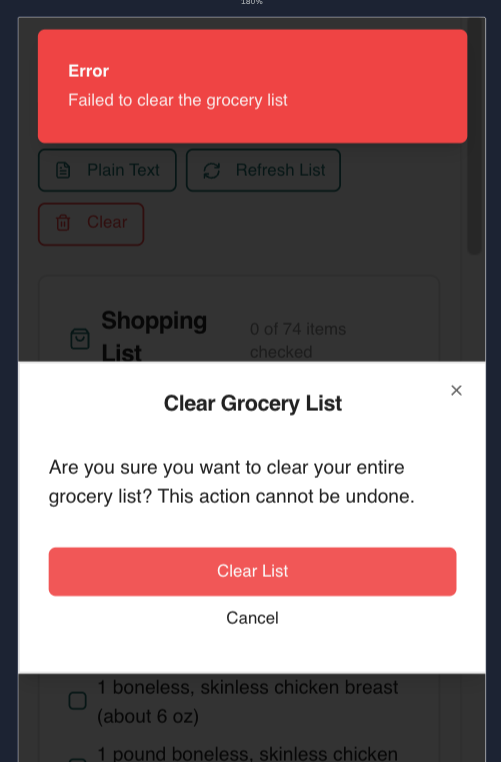 180%
Error
Failed to clear the grocery list
Plain Text
Refresh List
Clear
Shopping
List
0 of 74 items
checked
Clear Grocery List
Are you sure you want to clear your entire
grocery list? This action cannot be undone.
Clear List
Cancel
1 boneless, skinless chicken breast
(about 6 oz)
1 pound boneless, skinless chicken